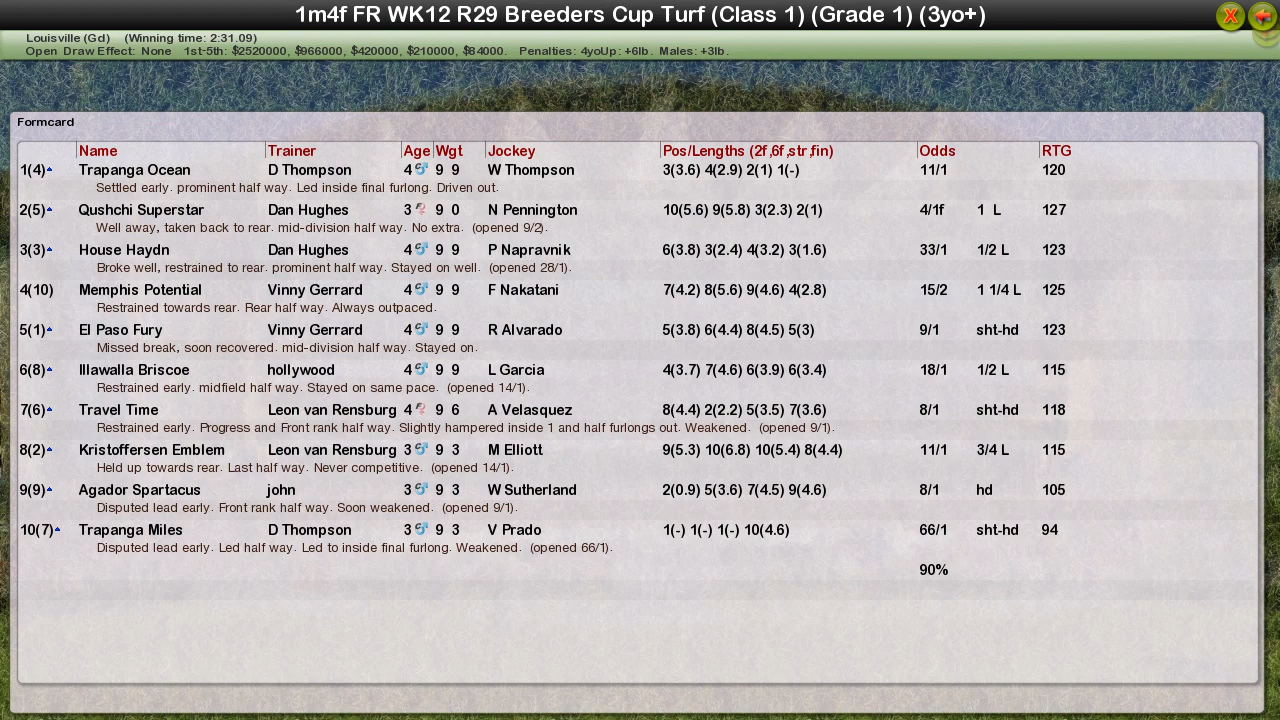 1m4f FR WK12 R29 Breeders Cup Turf (Class 1) (Grade 1) (3yo+)
X
Louisville (Gd) (Winning time: 2:31.09)
Open Draw Effect: None 1st-5th: $2520000, $966000, $420000, $210000, $84000. Penalties: 4yoUp: +6lb. Males: +3lb.
Formcard
Name Trainer Age Wgt Jockey Pos/Lengths (2f,6f,str,fin) Odds RTG
1(4) Trapanga Ocean D Thompson 4 9 9 W Thompson 3(3.6) 4(2.9) 2(1) 1(-) 11/1 120
Settled early. prominent half way. Led inside final furlong. Driven out.
2(5) Qushchi Superstar Dan Hughes 3 9 0 N Pennington 10(5.6) 9(5.8) 3(2.3) 2(1) 4/1f 1 L 127
Well away, taken back to rear. mid-division half way. No extra. (opened 9/2).
3(3) House Haydn Dan Hughes 4 9 9 P Napravnik 6(3.8) 3(2.4) 4(3.2) 3(1.6) 33/1 1/2 L 123
Broke well, restrained to rear. prominent half way. Stayed on well. (opened 28/1).
4(10) Memphis Potential Vinny Gerrard 4 9 9 F Nakatani 7(4.2) 8(5.6) 9(4.6) 4(2.8) 15/2 1 1/4 L 125
Restrained towards rear. Rear half way. Always outpaced.
5(1) El Paso Fury Vinny Gerrard 4 9 9 R Alvarado 5(3.8) 6(4.4) 8(4.5) 5(3) 9/1 sht-hd 123
Missed break, soon recovered. mid-division half way. Stayed on.
6(8) Illawalla Briscoe hollywood 4 9 9 L Garcia 4(3.7) 7(4.6) 6(3.9) 6(3.4) 18/1 1/2 L 115
Restrained early. midfield half way. Stayed on same pace. (opened 14/1).
7(6) Travel Time Leon van Rensburg 4 9 6 A Velasquez 8(4.4) 2(2.2) 5(3.5) 7(3.6) 8/1 sht-hd 118
Restrained early. Progress and Front rank half way. Slightly hampered inside 1 and half furlongs out. Weakened. (opened 9/1).
8(2) Kristoffersen Emblem Leon van Rensburg 3 9 3 M Elliott 9(5.3) 10(6.8) 10(5.4) 8(4.4) 11/1 3/4 L 115
Held up towards rear. Last half way. Never competitive. (opened 14/1).
9(9) Agador Spartacus john 3 9 3 W Sutherland 2(0.9) 5(3.6) 7(4.5) 9(4.6) 8/1 hd 105
Disputed lead early. Front rank half way. Soon weakened. (opened 9/1).
10(7) Trapanga Miles D Thompson 3 9 3 V Prado 1(-) 1(-) 1(-) 10(4.6) 66/1 sht-hd 94
Disputed lead early. Led half way. Led to inside final furlong. Weakened. (opened 66/1).
90%